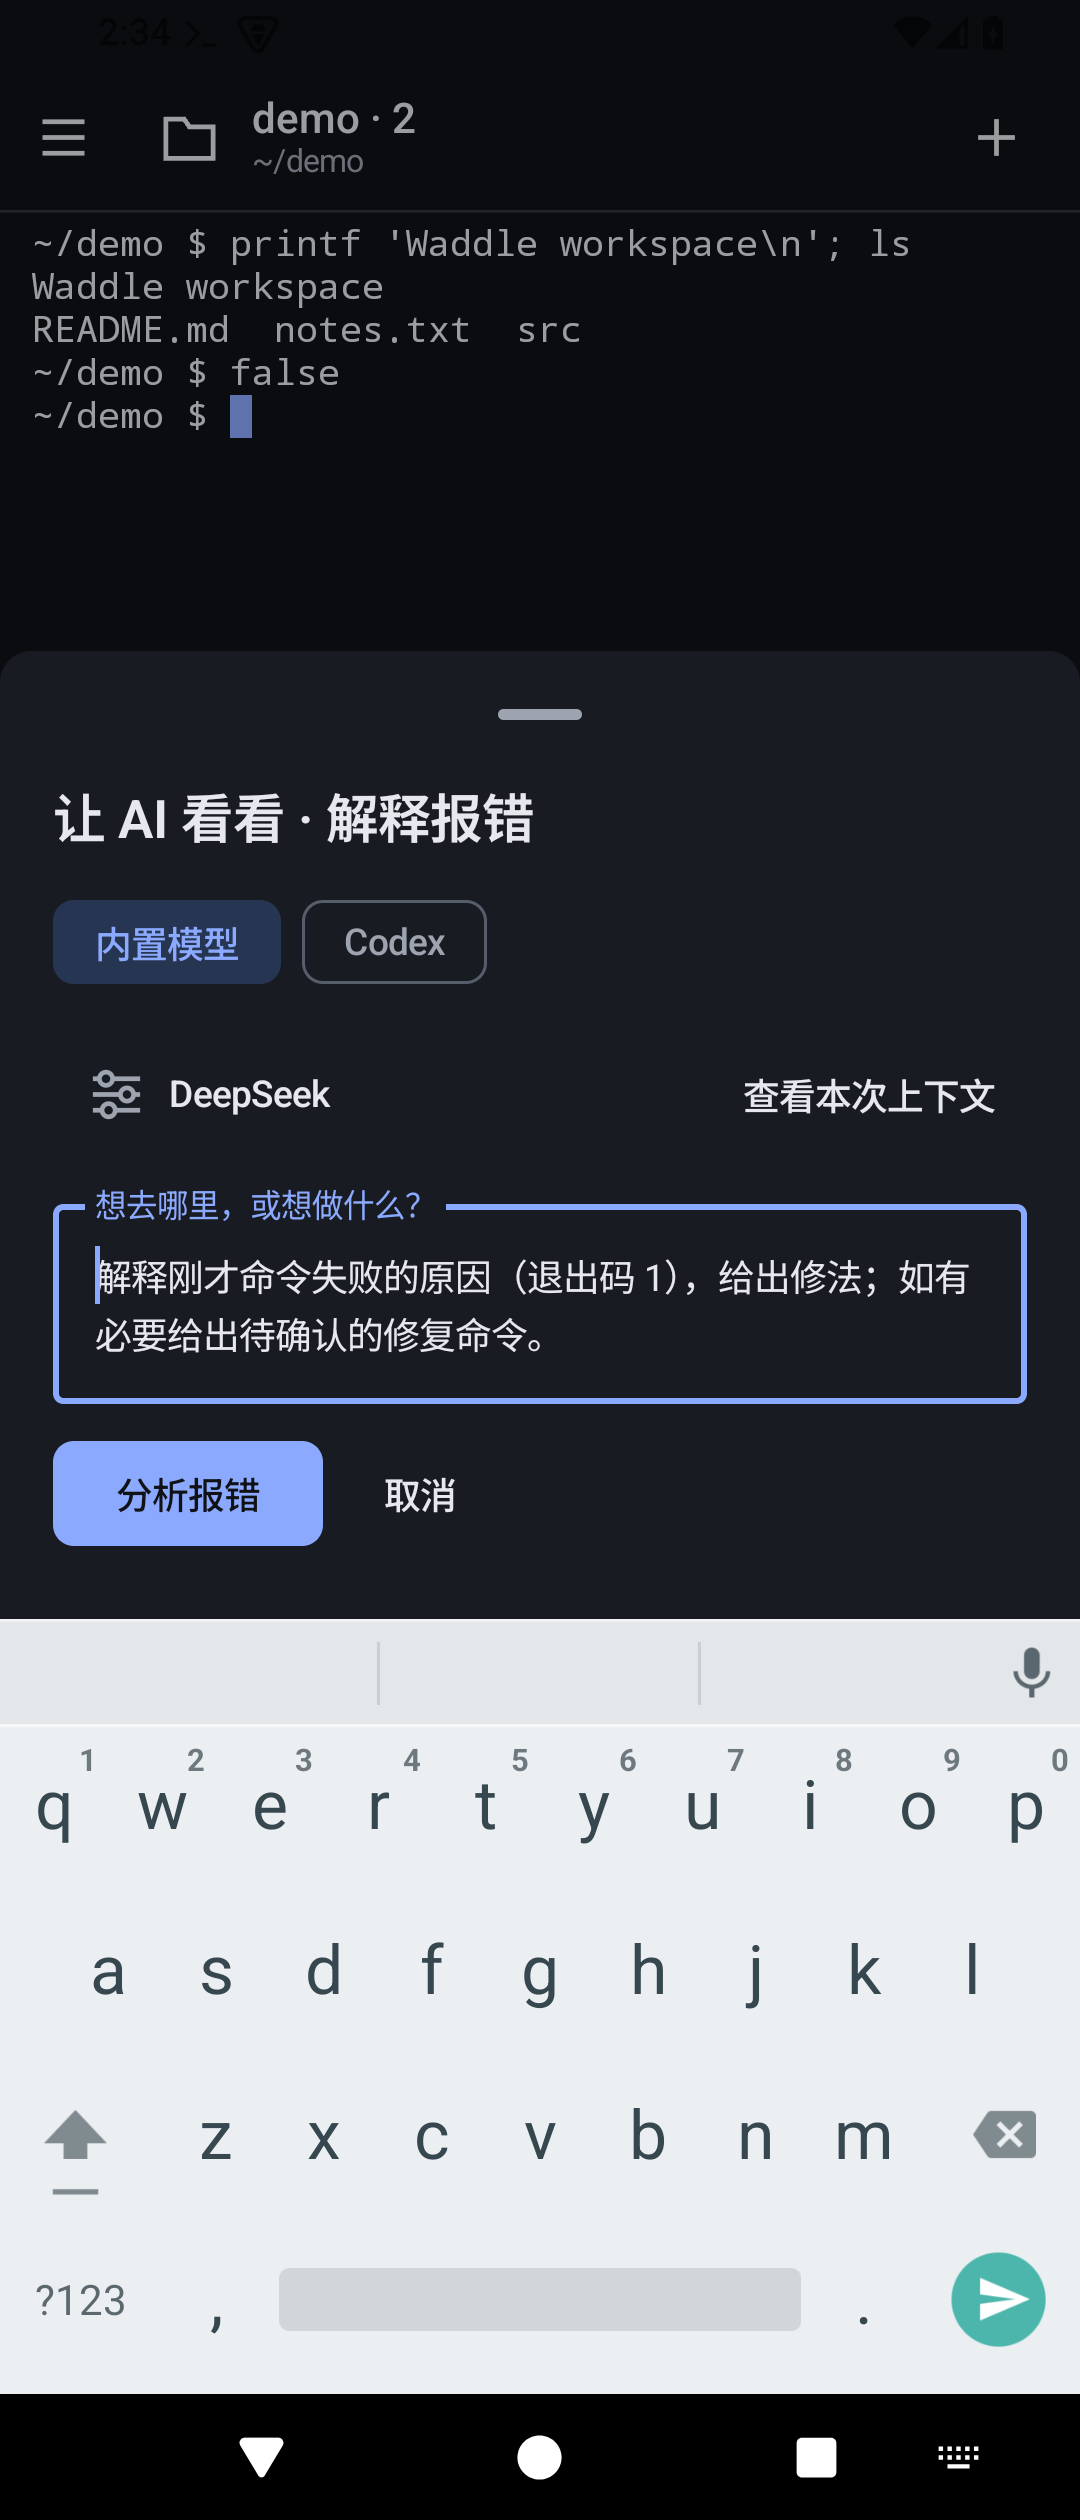 2:34
demo · 2
~/demo
~/demo $ printf 'Waddle workspace\n'; ls
Waddle workspace
README.md  notes.txt  src
~/demo $ false
~/demo $
让 AI 看看 · 解释报错
内置模型
Codex
DeepSeek
查看本次上下文
想去哪里，或想做什么？
解释刚才命令失败的原因（退出码 1），给出修法；如有
必要给出待确认的修复命令。
分析报错
取消
1 2 3 4 5 6 7 8 9 0
q w e r t y u i o p
a s d f g h j k l
z x c v b n m
?123 , .